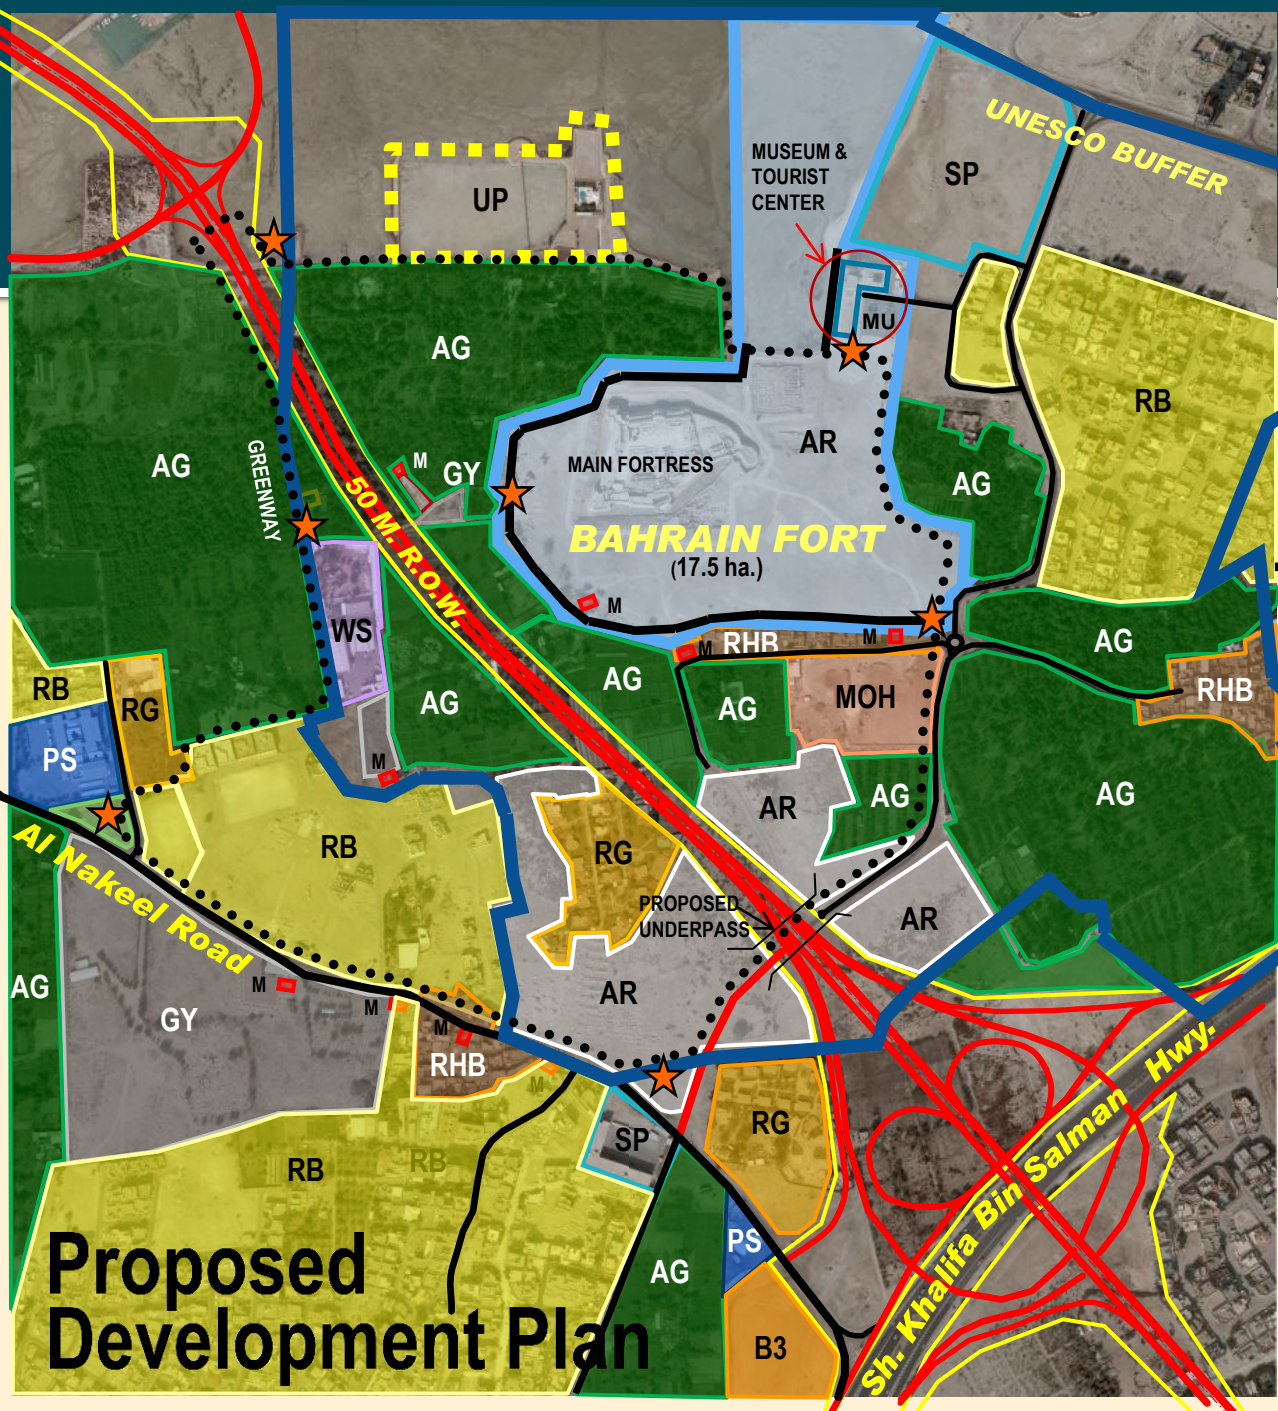 UNESCO BUFFER
MUSEUM &
TOURIST
CENTER
SP
UP
MU
AG
RB
AR
AG
M
GY
MAIN FORTRESS
AG
GREENWAY
50 M. R.O.W.
BAHRAIN FORT
(17.5 ha.)
M
WS
M
RHB
M
AG
RB
RG
AG
AG
AG
MOH
RHB
PS
M
AR
AG
AG
Al Nakeel Road
RB
RG
PROPOSED
UNDERPASS
AR
AG
GY
M
M
M
AR
RHB
M
Sh. Khalifa Bin Salman Hwy.
RG
SP
RB
RB
PS
AG
B3
Proposed
Development Plan